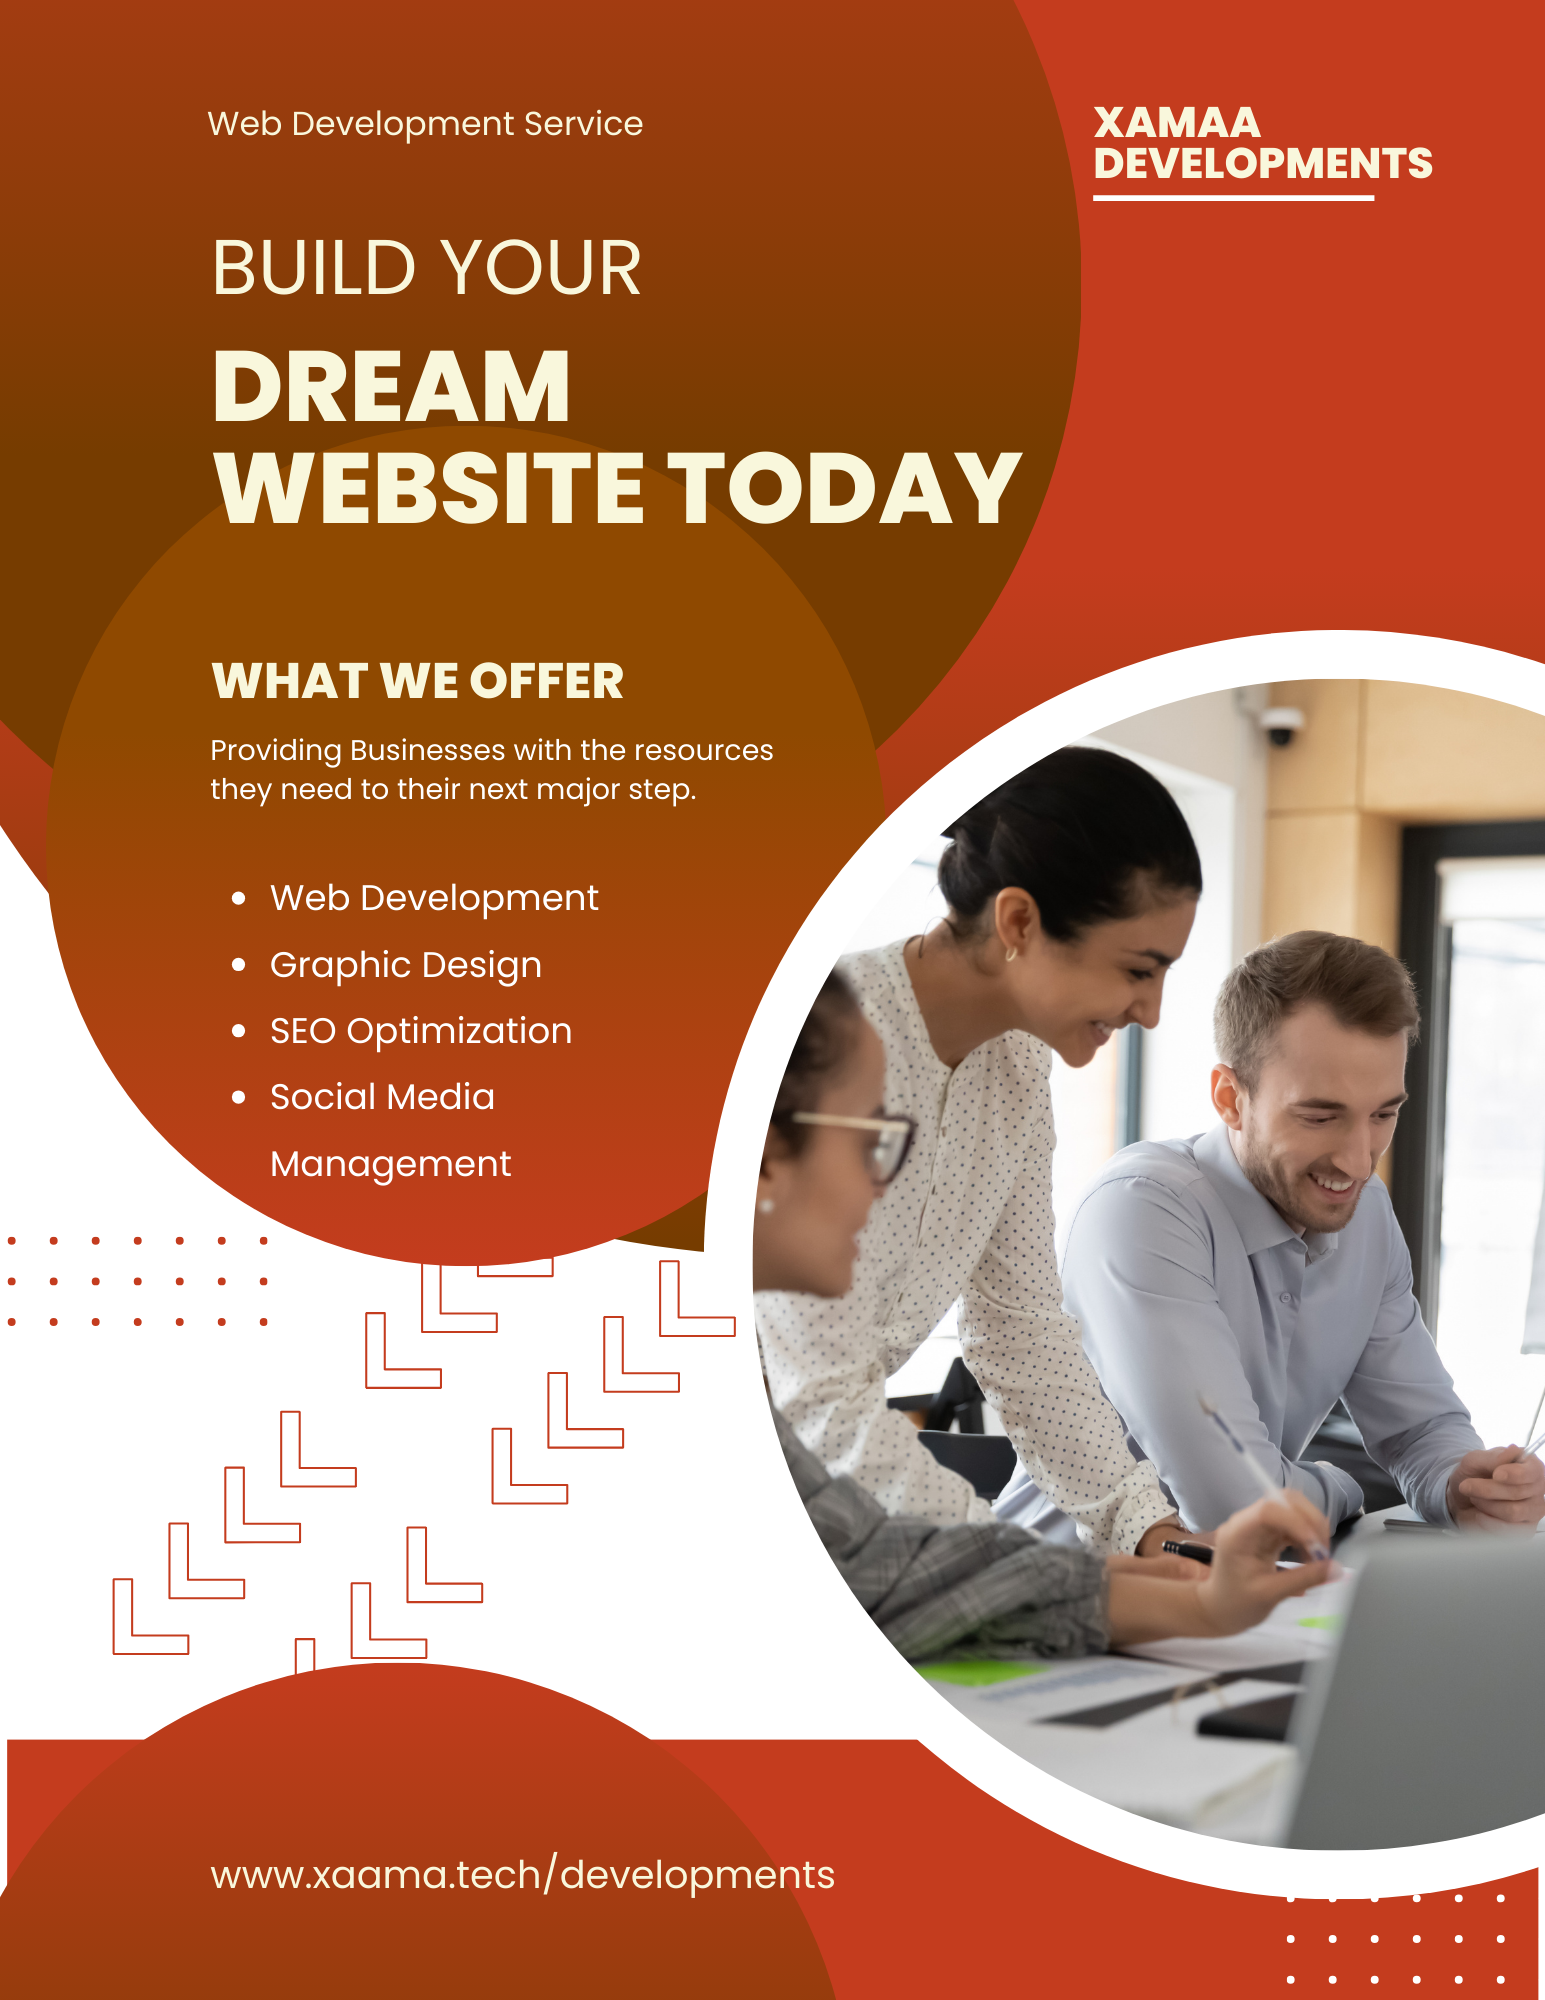 Web Development Service
XAMAA
DEVELOPMENTS
BUILD YOUR
DREAM
WEBSITE TODAY
WHAT WE OFFER
Providing Businesses with the resources
they need to their next major step.
Web Development
Graphic Design
SEO Optimization
Social Media
Management
www.xaama.tech/developments